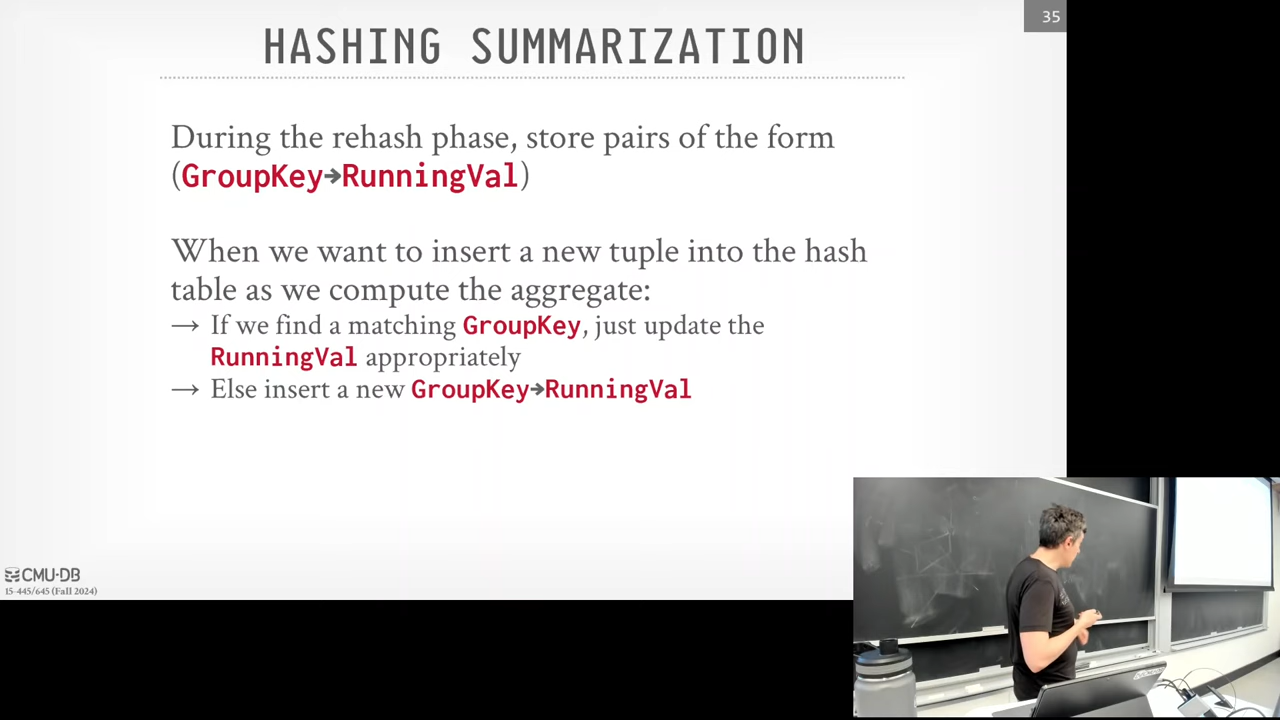 35
HASHING SUMMARIZATION
During the rehash phase, store pairs of the form
(GroupKey→RunningVal)
When we want to insert a new tuple into the hash
table as we compute the aggregate:
→ If we find a matching GroupKey, just update the
RunningVal appropriately
→ Else insert a new GroupKey→RunningVal
CMU·DB
15-445/645 (Fall 2024)